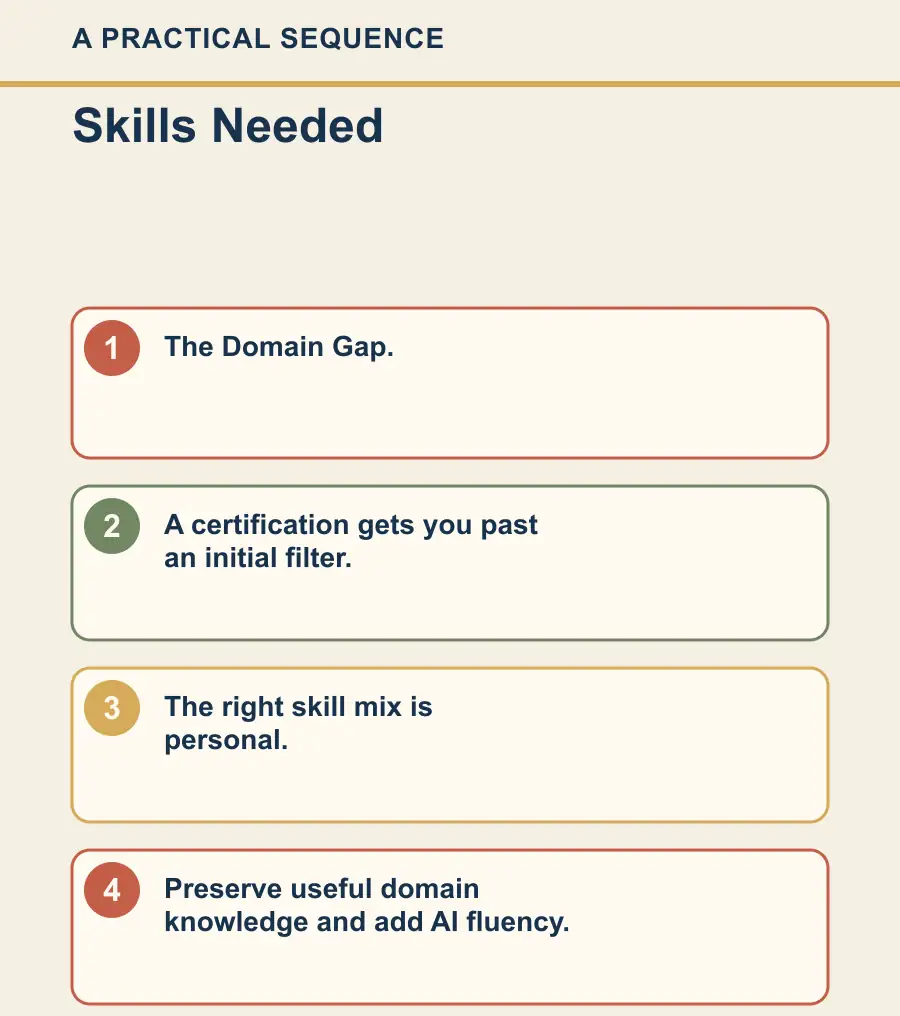 A PRACTICAL SEQUENCE
Skills Needed
1
The Domain Gap.
2
A certification gets you past
an initial filter.
3
The right skill mix is
personal.
4
Preserve useful domain
knowledge and add AI fluency.